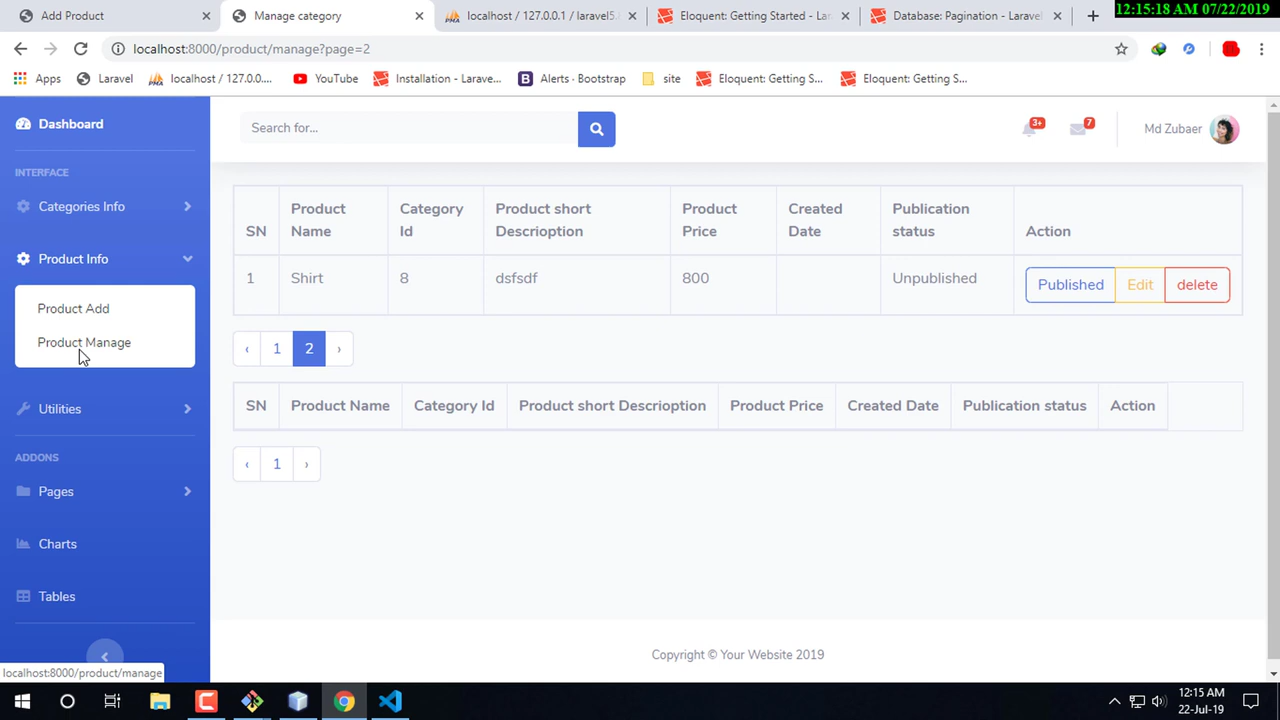 Add Product
Manage category
localhost:// 127.0.0.1 / laravel5.
Eloquent: Getting Started - La
Database: Pagination - Laravel
12:15:18 AM 07/22/2019
localhost:8000/product/manage?page=2
Apps
Laravel
localhost / 127.0.0....
YouTube
Installation - Larave...
Alerts · Bootstrap
site
Eloquent: Getting S...
Eloquent: Getting S...
Dashboard
INTERFACE
Categories Info
Product Info
Product Add
Product Manage
Utilities
ADDONS
Pages
Charts
Tables
Search for...
3+
7
Md Zubaer
SN
Product Name
Category Id
Product short Descrioption
Product Price
Created Date
Publication status
Action
1
Shirt
8
dsfsdf
800
Unpublished
Published
Edit
delete
‹ 1 2 ›
SN
Product Name
Category Id
Product short Descrioption
Product Price
Created Date
Publication status
Action
‹ 1 ›
Copyright © Your Website 2019
localhost:8000/product/manage
12:15 AM
22-Jul-19